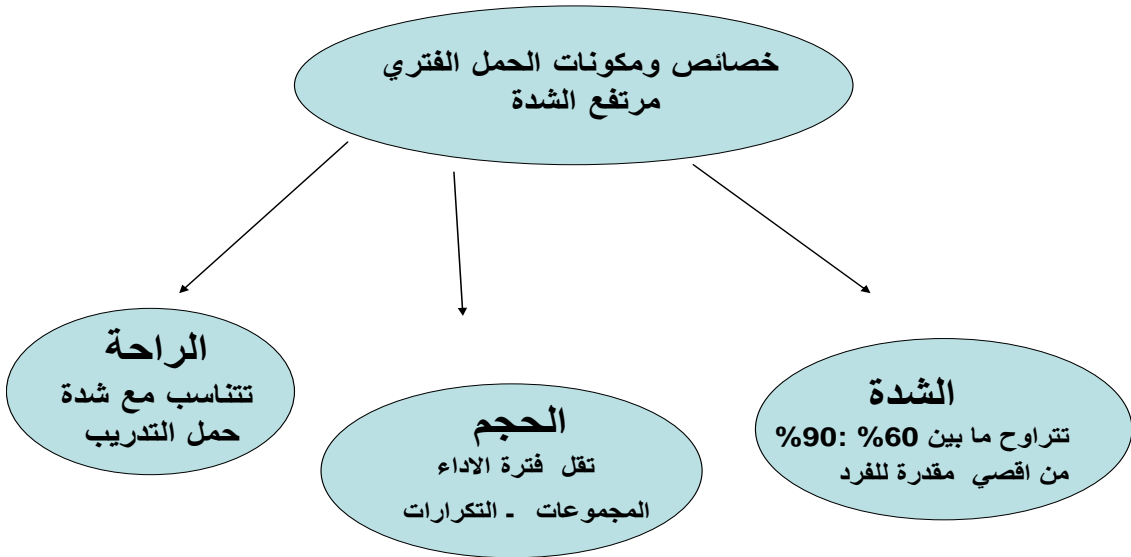 خصائص ومكونات الحمل الفتري
مرتفع الشدة
الشدة
تتراوح ما بين 60% :90%
من اقصي مقدرة للفرد
الحجم
تقل فترة الاداء
المجموعات - التكرارات
الراحة
تتناسب مع شدة
حمل التدريب